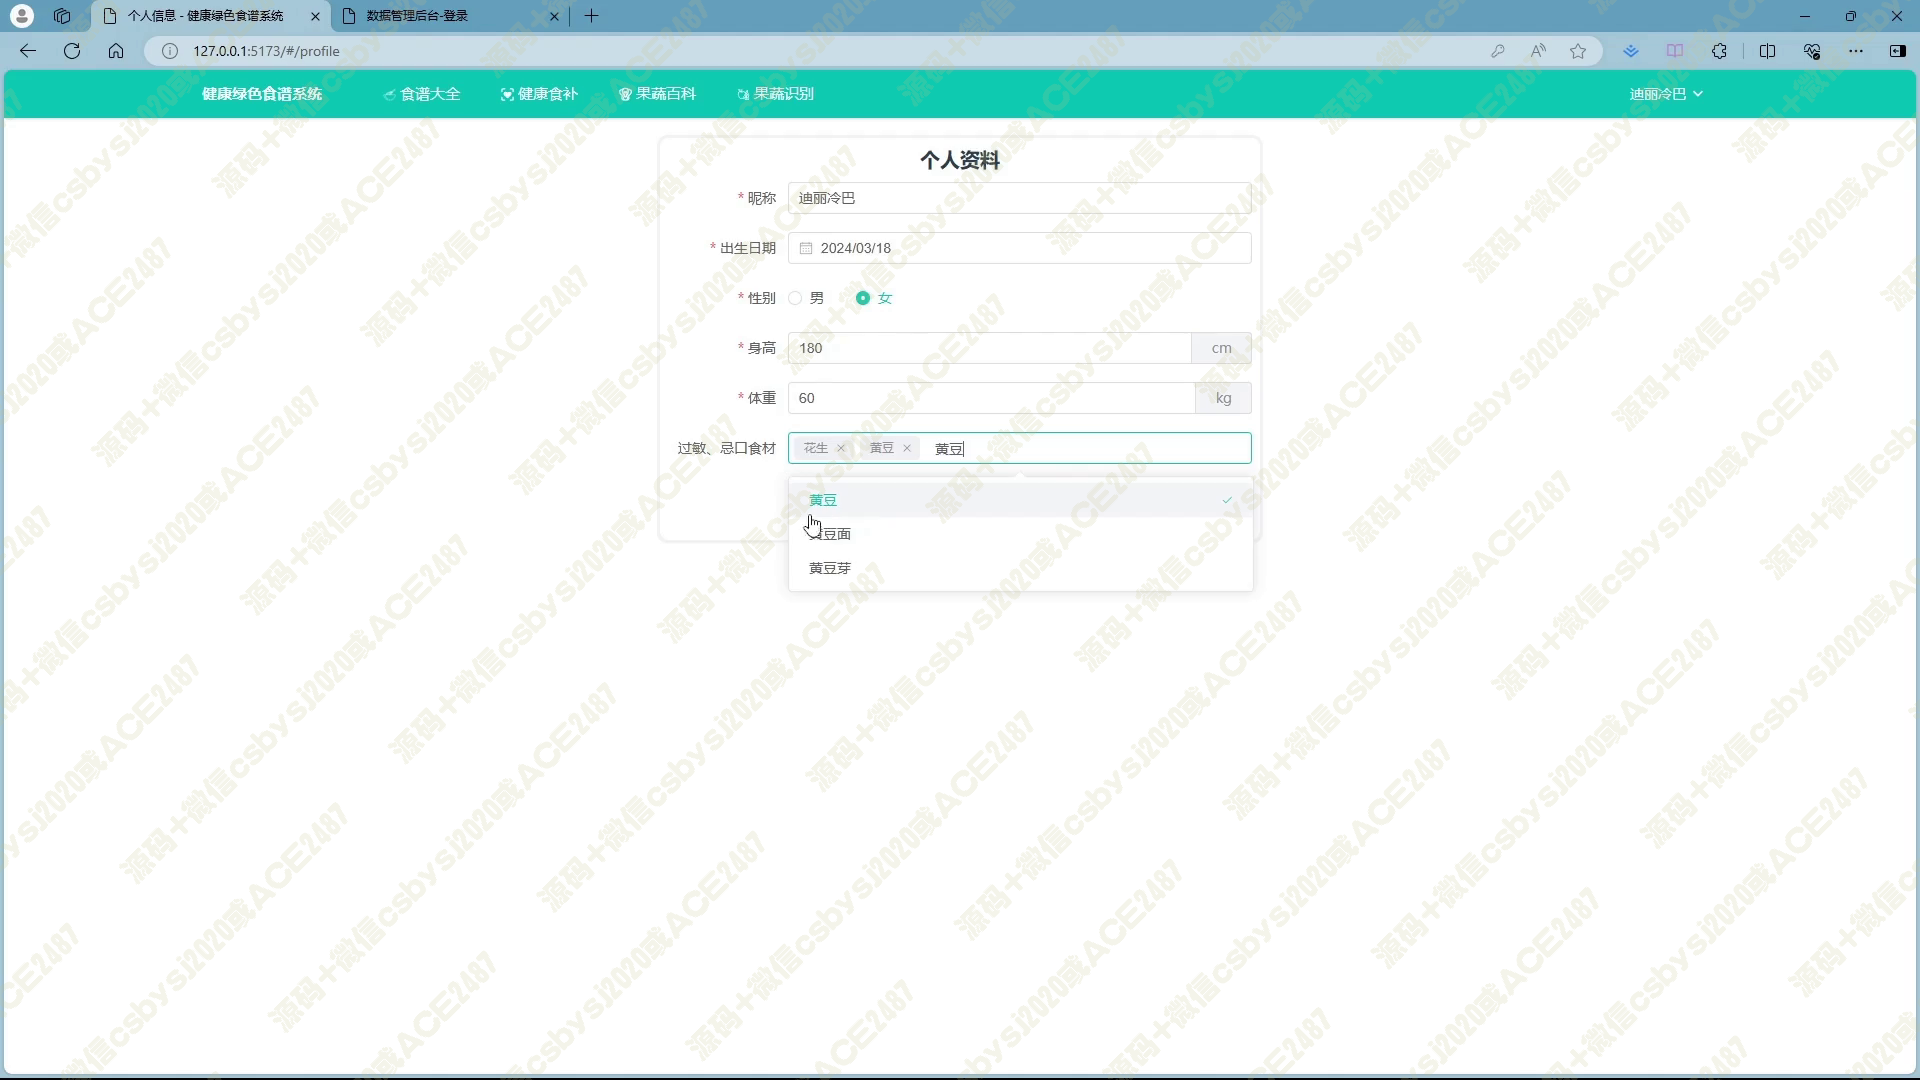 个人信息 - 健康绿色食谱系统
数据管理后台-登录
127.0.0.1:5173/#/profile
健康绿色食谱系统
食谱大全
健康食补
果蔬百科
果蔬识别
迪丽冷巴
个人资料
* 昵称
迪丽冷巴
* 出生日期
2024/03/18
* 性别
男
女
* 身高
180
cm
* 体重
60
kg
过敏、忌口食材
花生
黄豆
黄豆
黄豆
黄豆面
黄豆芽
源码+微信csbysj2020或ACE2487